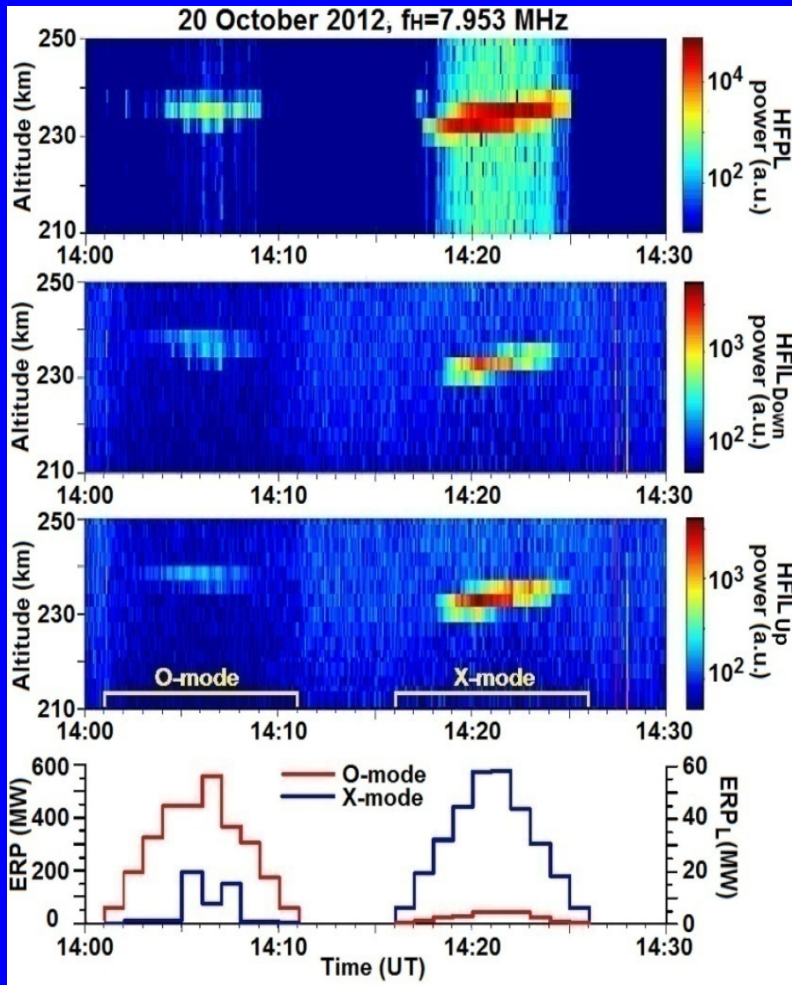 20 October 2012, fH=7.953 MHz
250
230
210
Altitude (km)
14:00 14:10 14:20 14:30
10⁴
10²
HFPL
power (a.u.)
250
230
210
Altitude (km)
14:00 14:10 14:20 14:30
10³
10²
HFIL Down
power (a.u.)
250
230
210
Altitude (km)
O-mode X-mode
14:00 14:10 14:20 14:30
10³
10²
HFIL Up
power (a.u.)
600
400
200
0
ERP (MW)
O-mode
X-mode
60
40
20
0
ERP L (MW)
14:00 14:10 14:20 14:30
Time (UT)